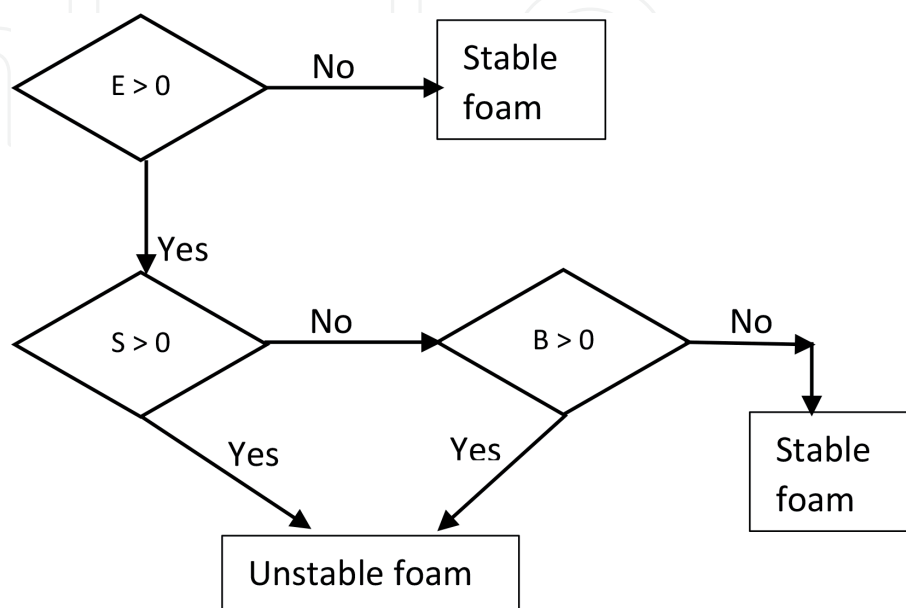 E > 0
No
Stable
foam
Yes
S > 0
No
B > 0
No
Yes
Yes
Stable
foam
Unstable foam